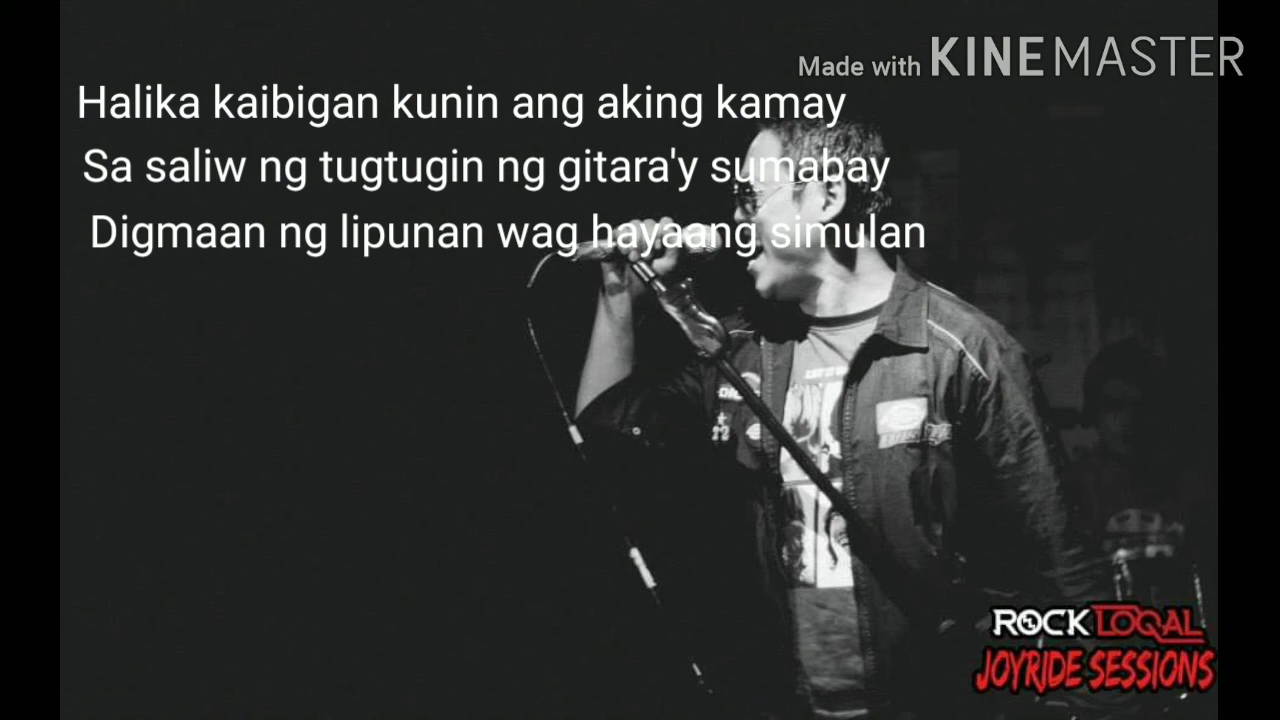 Made with KINEMASTER
Halika kaibigan kunin ang aking kamay
Sa saliw ng tugtugin ng gitara'y sumabay
Digmaan ng lipunan wag hayaang simulan
ROCK LOQAL
JOYRIDE SESSIONS